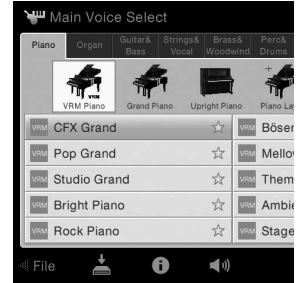 Main Voice Select
Piano
Organ
Guitar&
Bass
Strings&
Vocal
Brass&
Woodwind
Perc&
Drums
VRM
VRM Piano
Grand Piano
Upright Piano
Piano La
VRM CFX Grand
VRM Böser
VRM Pop Grand
VRM Mello
VRM Studio Grand
VRM Them
VRM Bright Piano
VRM Ambie
VRM Rock Piano
VRM Stage
File